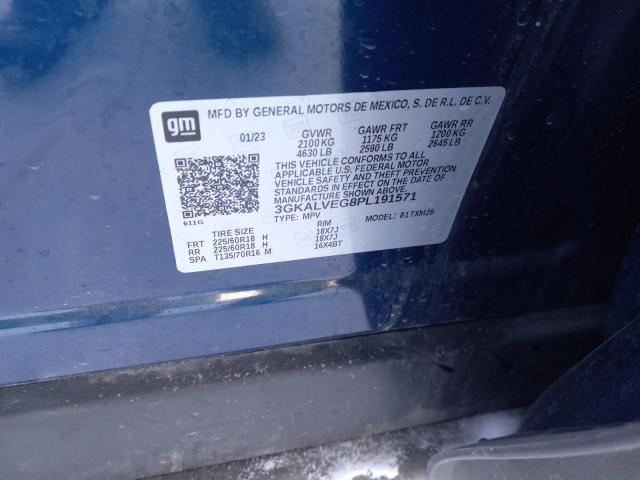 gm MFD BY GENERAL MOTORS DE MEXICO, S. DE R.L. DE C.V.
01/23 GVWR GAWR FRT GAWR RR
2100 KG 1175 KG 1200 KG
4630 LB 2590 LB 2645 LB
THIS VEHICLE CONFORMS TO ALL APPLICABLE
U.S. FEDERAL MOTOR
VEHICLE SAFETY AND THEFT PREVENTION
STANDARDS IN EFFECT ON THE DATE OF
MANUFACTURE SHOWN ABOVE.
3GKALVEG8PL191571
611G TYPE: MPV MODEL: 81TXM26
TIRE SIZE RIM
FRT 225/60R18 H 18X7J
RR 225/60R18 H 18X7J
SPA T135/70R16 M 16X4BT